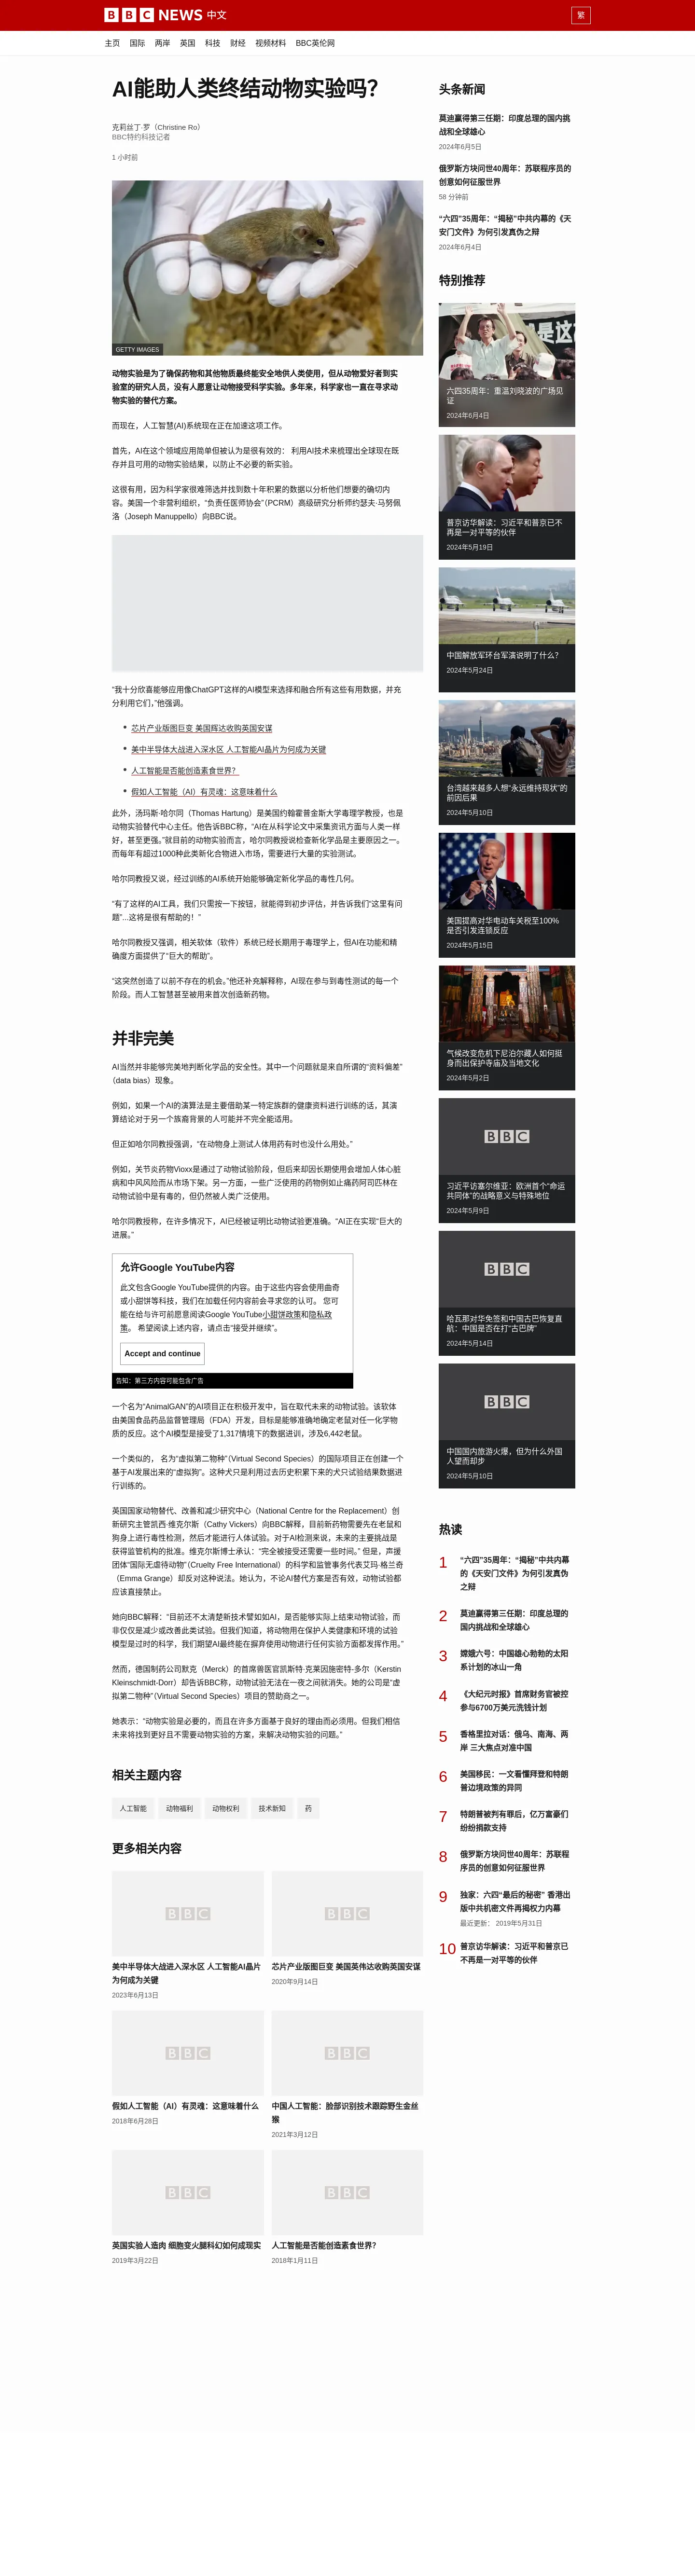 BBC NEWS 中文
繁
主页 国际 两岸 英国 科技 财经 视频材料 BBC英伦网
AI能助人类终结动物实验吗？
克莉丝丁·罗（Christine Ro）
BBC特约科技记者
1 小时前
GETTY IMAGES
动物实验是为了确保药物和其他物质最终能安全地供人类使用，但从动物爱好者到实
验室的研究人员，没有人愿意让动物接受科学实验。多年来，科学家也一直在寻求动
物实验的替代方案。
而现在，人工智慧(AI)系统现在正在加速这项工作。
首先，AI在这个领域应用简单但被认为是很有效的： 利用AI技术来梳理出全球现在既
存并且可用的动物实验结果，以防止不必要的新实验。
这很有用，因为科学家很难筛选并找到数十年积累的数据以分析他们想要的确切内
容。美国一个非营利组织，“负责任医师协会”（PCRM）高级研究分析师约瑟夫·马努佩
洛（Joseph Manuppello）向BBC说。
“我十分欣喜能够应用像ChatGPT这样的AI模型来选择和融合所有这些有用数据，并充
分利用它们，”他强调。
芯片产业版图巨变 美国辉达收购英国安谋
美中半导体大战进入深水区 人工智能AI晶片为何成为关键
人工智能是否能创造素食世界？
假如人工智能（AI）有灵魂：这意味着什么
此外，汤玛斯·哈尔同（Thomas Hartung）是美国约翰霍普金斯大学毒理学教授，也是
动物实验替代中心主任。他告诉BBC称，“AI在从科学论文中采集资讯方面与人类一样
好，甚至更强。”就目前的动物实验而言，哈尔同教授说检查新化学品是主要原因之一。
而每年有超过1000种此类新化合物进入市场，需要进行大量的实验测试。
哈尔同教授又说，经过训练的AI系统开始能够确定新化学品的毒性几何。
“有了这样的AI工具，我们只需按一下按钮，就能得到初步评估，并告诉我们“这里有问
题”...这将是很有帮助的！ ”
哈尔同教授又强调，相关软体（软件）系统已经长期用于毒理学上，但AI在功能和精
确度方面提供了“巨大的帮助”。
“这突然创造了以前不存在的机会。”他还补充解释称，AI现在参与到毒性测试的每一个
阶段。而人工智慧甚至被用来首次创造新药物。
并非完美
AI当然并非能够完美地判断化学品的安全性。其中一个问题就是来自所谓的“资料偏差”
（data bias）现象。
例如，如果一个AI的演算法是主要借助某一特定族群的健康资料进行训练的话，其演
算结论对于另一个族裔背景的人可能并不完全能适用。
但正如哈尔同教授强调，“在动物身上测试人体用药有时也没什么用处。”
例如，关节炎药物Vioxx是通过了动物试验阶段，但后来却因长期使用会增加人体心脏
病和中风风险而从市场下架。另一方面，一些广泛使用的药物例如止痛药阿司匹林在
动物试验中是有毒的，但仍然被人类广泛使用。
哈尔同教授称，在许多情况下，AI已经被证明比动物试验更准确。“AI正在实现“巨大的
进展。”
允许Google YouTube内容
此文包含Google YouTube提供的内容。由于这些内容会使用曲奇
或小甜饼等科技，我们在加载任何内容前会寻求您的认可。 您可
能在给与许可前愿意阅读Google YouTube小甜饼政策和隐私政
策。 希望阅读上述内容，请点击“接受并继续”。
Accept and continue
告知：第三方内容可能包含广告
一个名为“AnimalGAN”的AI项目正在积极开发中，旨在取代未来的动物试验。该软体
由美国食品药品监督管理局（FDA）开发，目标是能够准确地确定老鼠对任一化学物
质的反应。这个AI模型是接受了1,317情境下的数据进训，涉及6,442老鼠。
一个类似的， 名为“虚拟第二物种”（Virtual Second Species）的国际项目正在创建一个
基于AI发展出来的“虚拟狗”。这种犬只是利用过去历史积累下来的犬只试验结果数据进
行训练的。
英国国家动物替代、改善和减少研究中心（National Centre for the Replacement）创
新研究主管凯西·维克尔斯（Cathy Vickers）向BBC解释，目前新药物需要先在老鼠和
狗身上进行毒性检测，然后才能进行人体试验。对于AI检测来说，未来的主要挑战是
获得监管机构的批准。维克尔斯博士承认：“完全被接受还需要一些时间。” 但是，声援
团体“国际无虐待动物”（Cruelty Free International）的科学和监管事务代表艾玛·格兰奇
（Emma Grange）却反对这种说法。她认为，不论AI替代方案是否有效，动物试验都
应该直接禁止。
她向BBC解释：“目前还不太清楚新技术譬如如AI，是否能够实际上结束动物试验，而
非仅仅是减少或改善此类试验。但我们知道，将动物用在保护人类健康和环境的试验
模型是过时的科学，我们期望AI最终能在摒弃使用动物进行任何实验方面都发挥作用。”
然而，德国制药公司默克（Merck）的首席兽医官凯斯特·克莱因施密特-多尔（Kerstin
Kleinschmidt-Dorr）却告诉BBC称，动物试验无法在一夜之间就消失。她的公司是“虚
拟第二物种”（Virtual Second Species）项目的赞助商之一。
她表示：“动物实验是必要的，而且在许多方面基于良好的理由而必须用。但我们相信
未来将找到更好且不需要动物实验的方案，来解决动物实验的问题。”
相关主题内容
人工智能 动物福利 动物权利 技术新知 药
更多相关内容
BBC
BBC
美中半导体大战进入深水区 人工智能AI晶片
为何成为关键
2023年6月13日
芯片产业版图巨变 美国英伟达收购英国安谋
2020年9月14日
BBC
BBC
假如人工智能（AI）有灵魂：这意味着什么
2018年6月28日
中国人工智能：脸部识别技术跟踪野生金丝
猴
2021年3月12日
BBC
BBC
英国实验人造肉 细胞变火腿科幻如何成现实
2019年3月22日
人工智能是否能创造素食世界？
2018年1月11日
头条新闻
莫迪赢得第三任期：印度总理的国内挑
战和全球雄心
2024年6月5日
俄罗斯方块问世40周年：苏联程序员的
创意如何征服世界
58 分钟前
“六四”35周年：“揭秘”中共内幕的《天
安门文件》为何引发真伪之辩
2024年6月4日
特别推荐
六四35周年：重温刘晓波的广场见
证
2024年6月4日
普京访华解读：习近平和普京已不
再是一对平等的伙伴
2024年5月19日
中国解放军环台军演说明了什么？
2024年5月24日
台湾越来越多人想“永远维持现状”的
前因后果
2024年5月10日
美国提高对华电动车关税至100%
是否引发连锁反应
2024年5月15日
气候改变危机下尼泊尔藏人如何挺
身而出保护寺庙及当地文化
2024年5月2日
BBC
习近平访塞尔维亚：欧洲首个“命运
共同体”的战略意义与特殊地位
2024年5月9日
BBC
哈瓦那对华免签和中国古巴恢复直
航：中国是否在打“古巴牌”
2024年5月14日
BBC
中国国内旅游火爆，但为什么外国
人望而却步
2024年5月10日
热读
1 “六四”35周年：“揭秘”中共内幕
的《天安门文件》为何引发真伪
之辩
2 莫迪赢得第三任期：印度总理的
国内挑战和全球雄心
3 嫦娥六号：中国雄心勃勃的太阳
系计划的冰山一角
4 《大纪元时报》首席财务官被控
参与6700万美元洗钱计划
5 香格里拉对话：俄乌、南海、两
岸 三大焦点对准中国
6 美国移民：一文看懂拜登和特朗
普边境政策的异同
7 特朗普被判有罪后，亿万富豪们
纷纷捐款支持
8 俄罗斯方块问世40周年：苏联程
序员的创意如何征服世界
9 独家：六四“最后的秘密” 香港出
版中共机密文件再揭权力内幕
最近更新： 2019年5月31日
10 普京访华解读：习近平和普京已
不再是一对平等的伙伴